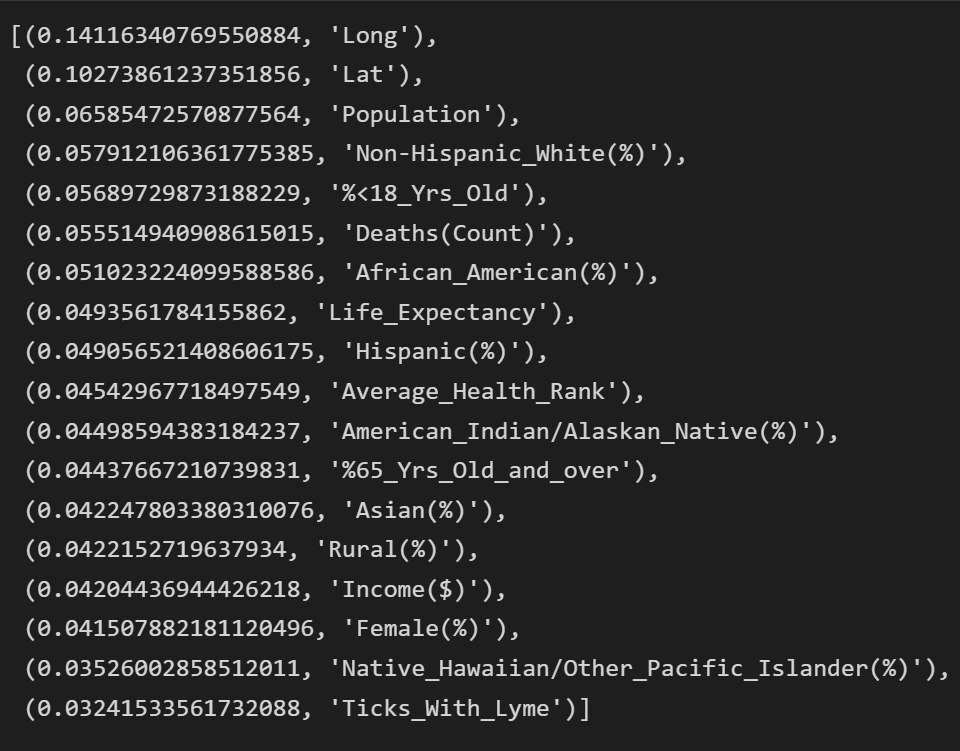 [(0.14116340769550884, 'Long'),
 (0.10273861237351856, 'Lat'),
 (0.06585472570877564, 'Population'),
 (0.057912106361775385, 'Non-Hispanic_White(%)'),
 (0.05689729873188229, '%<18_Yrs_Old'),
 (0.055514940908615015, 'Deaths(Count)'),
 (0.051023224099588586, 'African_American(%)'),
 (0.0493561784155862, 'Life_Expectancy'),
 (0.049056521408606175, 'Hispanic(%)'),
 (0.04542967718497549, 'Average_Health_Rank'),
 (0.04498594383184237, 'American_Indian/Alaskan_Native(%)'),
 (0.04437667210739831, '%65_Yrs_Old_and_over'),
 (0.042247803380310076, 'Asian(%)'),
 (0.0422152719637934, 'Rural(%)'),
 (0.04204436944426218, 'Income($)'),
 (0.041507882181120496, 'Female(%)'),
 (0.03526002858512011, 'Native_Hawaiian/Other_Pacific_Islander(%)'),
 (0.03241533561732088, 'Ticks_With_Lyme')]